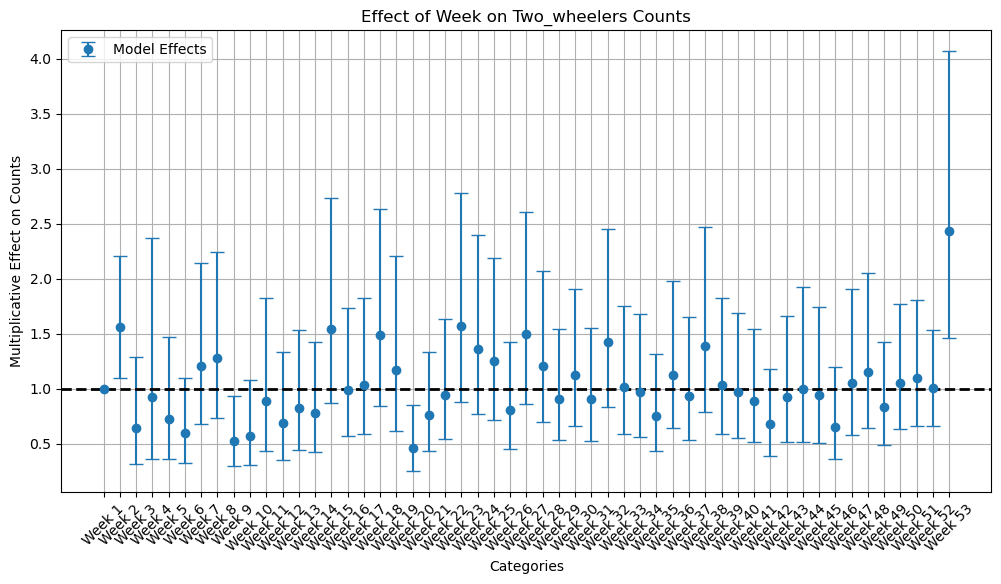 Effect of Week on Two_wheelers Counts
Model Effects
Multiplicative Effect on Counts
4.0
3.5
3.0
2.5
2.0
1.5
1.0
0.5
Week 1
Week 2
Week 3
Week 4
Week 5
Week 6
Week 7
Week 8
Week 9
Week 10
Week 11
Week 12
Week 13
Week 14
Week 15
Week 16
Week 17
Week 18
Week 19
Week 20
Week 21
Week 22
Week 23
Week 24
Week 25
Week 26
Week 27
Week 28
Week 29
Week 30
Week 31
Week 32
Week 33
Week 34
Week 35
Week 36
Week 37
Week 38
Week 39
Week 40
Week 41
Week 42
Week 43
Week 44
Week 45
Week 46
Week 47
Week 48
Week 49
Week 50
Week 51
Week 52
Week 53
Categories